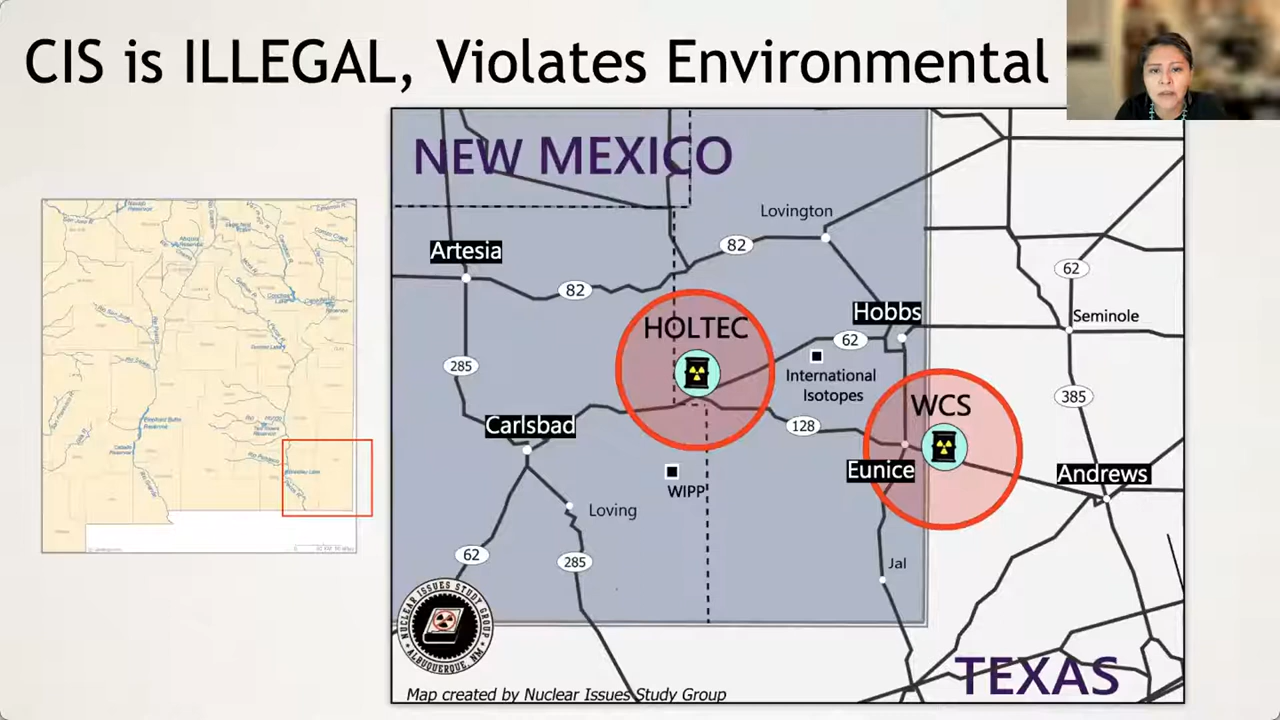 CIS is ILLEGAL, Violates Environmental
NEW MEXICO
Lovington
82
Artesia
82
62
HOLTEC
Hobbs
Seminole
62
285
International
Isotopes
WCS
385
Carlsbad
128
Eunice
Andrews
WIPP
Loving
62
285
Jal
NUCLEAR ISSUES STUDY GROUP
ALBUQUERQUE, NM
TEXAS
Map created by Nuclear Issues Study Group